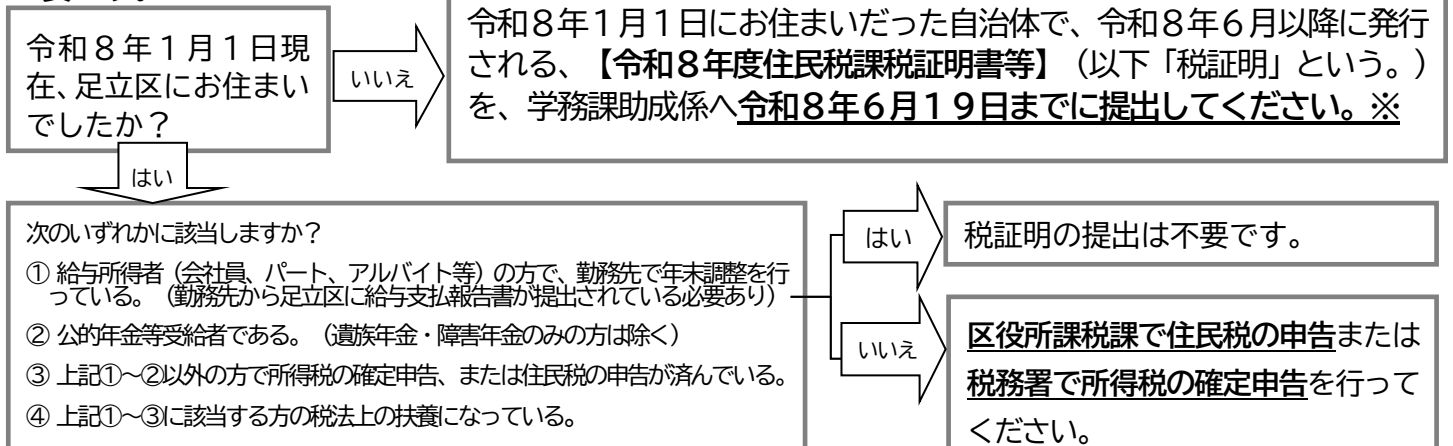 令和８年１月１日現
在、足立区にお住まい
でしたか？
いいえ
令和８年１月１日にお住まいだった自治体で、令和８年６月以降に発行
される、【令和８年度住民税課税証明書等】（以下「税証明」という。）
を、学務課助成係へ令和８年６月１９日までに提出してください。※
はい
次のいずれかに該当しますか？
① 給与所得者（会社員、パート、アルバイト等）の方で、勤務先で年末調整を行
っている。（勤務先から足立区に給与支払報告書が提出されている必要あり）
② 公的年金等受給者である。（遺族年金・障害年金のみの方は除く）
③ 上記①～②以外の方で所得税の確定申告、または住民税の申告が済んでいる。
④ 上記①～③に該当する方の税法上の扶養になっている。
はい
税証明の提出は不要です。
いいえ
区役所課税課で住民税の申告または
税務署で所得税の確定申告を行って
ください。